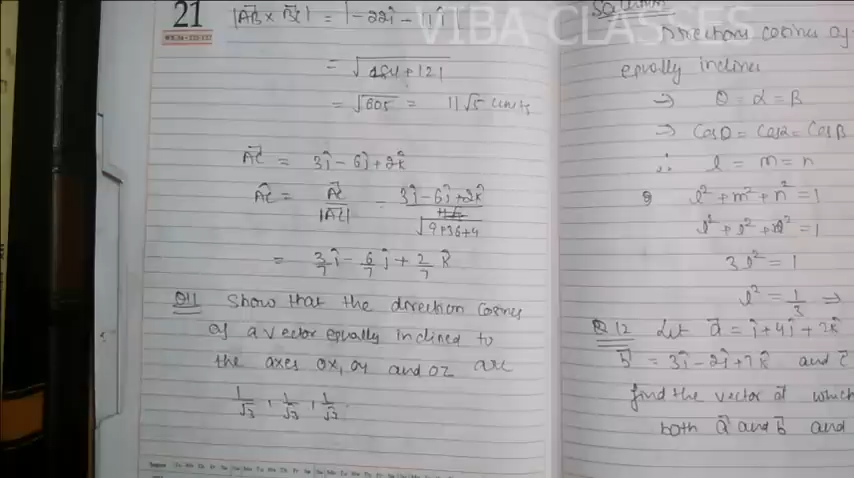 21
|AB × BC| = |-22î - 11ĵ|
VIBA CLASSES
= √484+121
= √605 = 11√5 units
AC = 3î - 6ĵ + 2k̂
AĈ = AC/|AC| = 3î - 6ĵ + 2k̂/√9+36+4
= 3/7 î - 6/7 ĵ + 2/7 k̂
Q11 Show that the direction cosines
of a vector equally inclined to
the axes ox, oy and oz are
1/√3, 1/√3, 1/√3.
Solution
Direction cosines of
equally inclined
⇒ θ = α = β
⇒ Cosθ = Cosα = Cosβ
∴ l = m = n
l² + m² + n² = 1
l² + l² + l² = 1
3l² = 1
l² = 1/3 ⇒
Q 12 Let a⃗ = î + 4ĵ + 2k̂
b⃗ = 3î - 2ĵ + 7k̂ and c⃗
find the vector d⃗ which
both a⃗ and b⃗ and